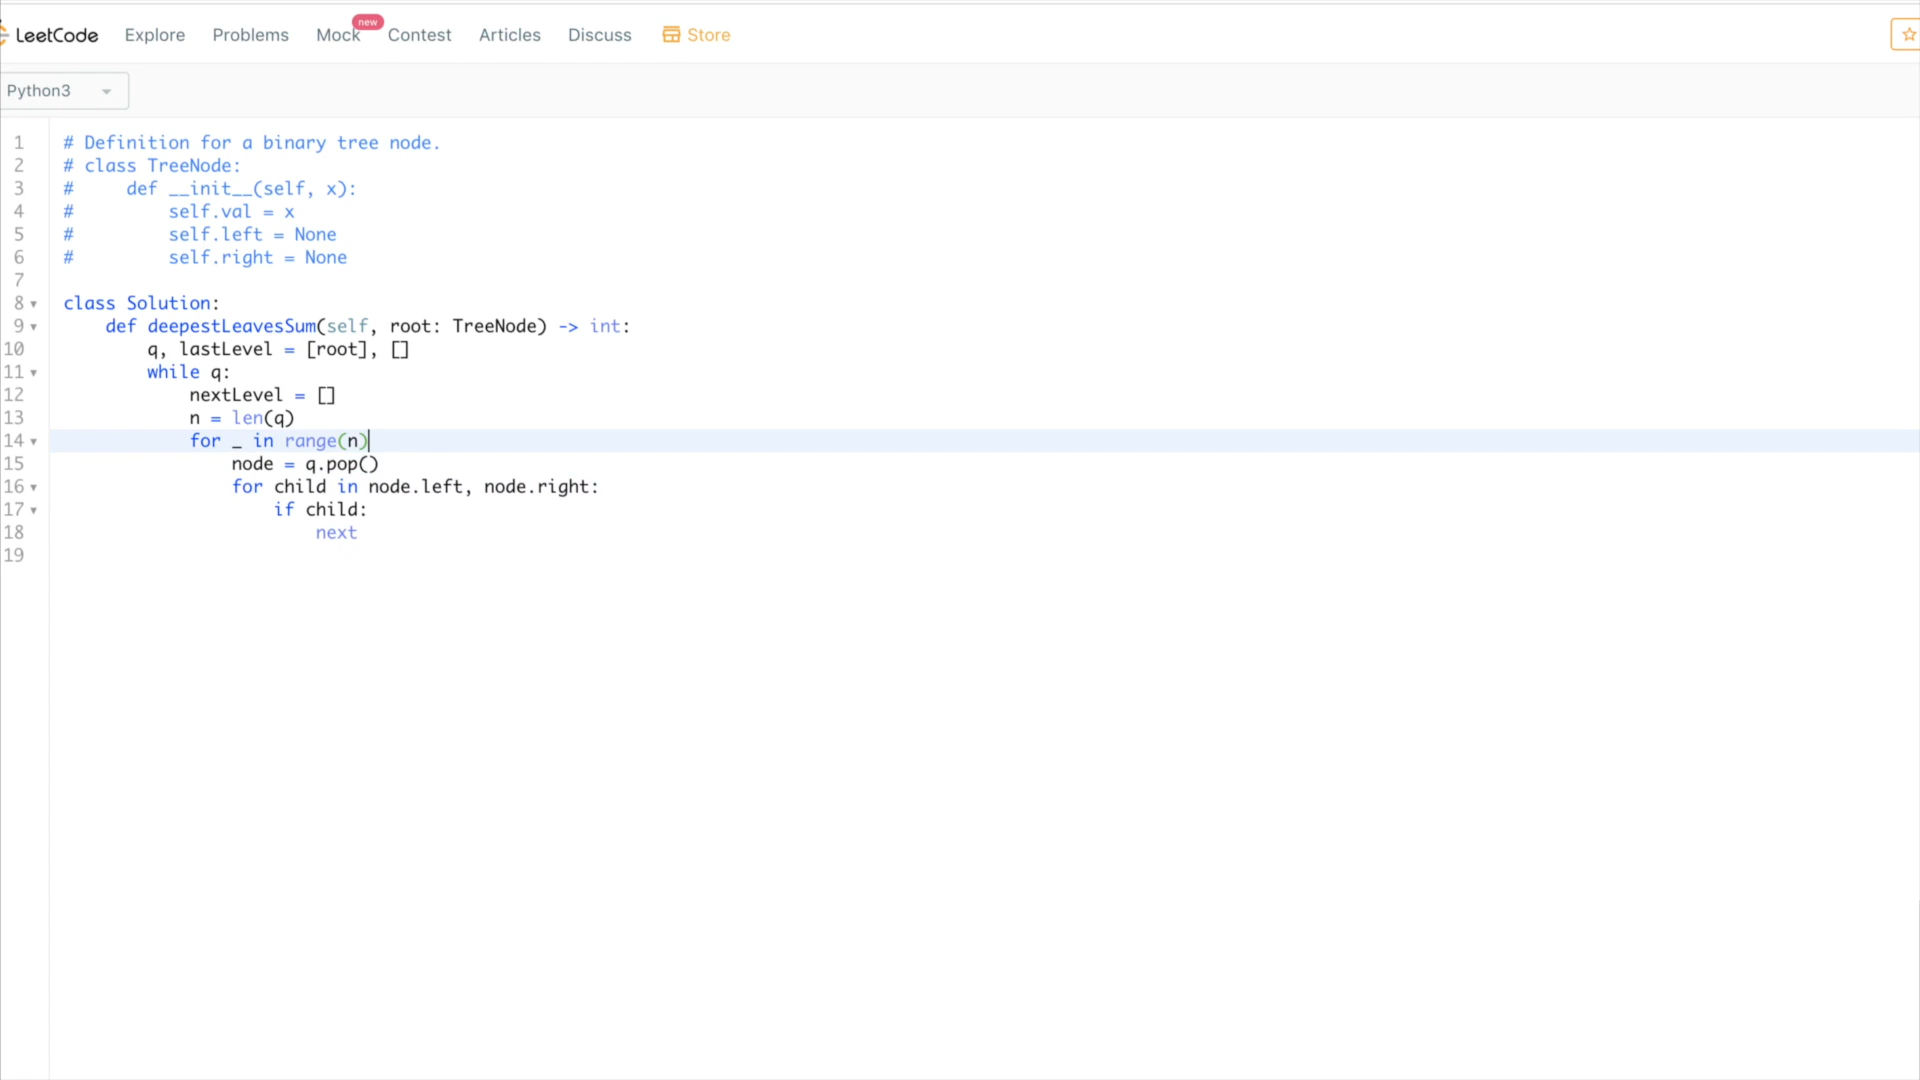 LeetCode Explore Problems Mock new Contest Articles Discuss Store
Python3
1 # Definition for a binary tree node.
2 # class TreeNode:
3 #     def __init__(self, x):
4 #         self.val = x
5 #         self.left = None
6 #         self.right = None
7
8 class Solution:
9     def deepestLeavesSum(self, root: TreeNode) -> int:
10         q, lastLevel = [root], []
11         while q:
12             nextLevel = []
13             n = len(q)
14             for _ in range(n)
15                 node = q.pop()
16                 for child in node.left, node.right:
17                     if child:
18                         next
19